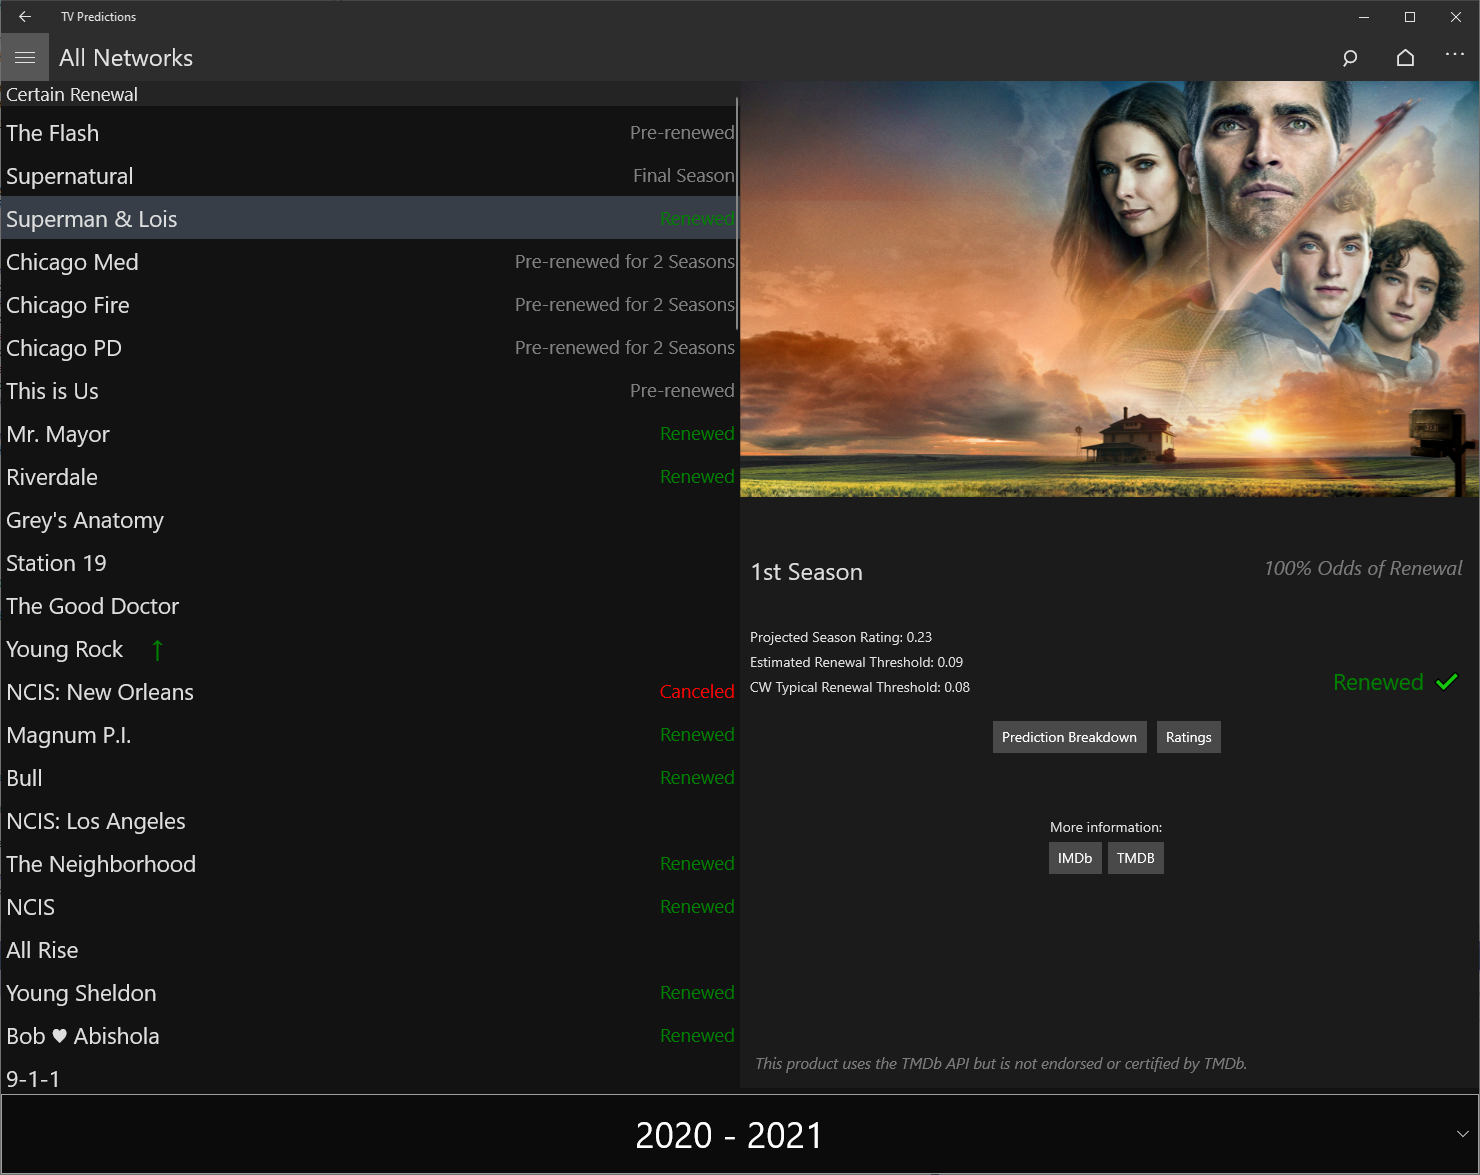 TV Predictions
All Networks
Certain Renewal
The Flash Pre-renewed
Supernatural Final Season
Superman & Lois Renewed
Chicago Med Pre-renewed for 2 Seasons
Chicago Fire Pre-renewed for 2 Seasons
Chicago PD Pre-renewed for 2 Seasons
This is Us Pre-renewed
Mr. Mayor Renewed
Riverdale Renewed
Grey's Anatomy
Station 19
The Good Doctor
Young Rock ↑
NCIS: New Orleans Canceled
Magnum P.I. Renewed
Bull Renewed
NCIS: Los Angeles
The Neighborhood Renewed
NCIS Renewed
All Rise
Young Sheldon Renewed
Bob ♥ Abishola Renewed
9-1-1
1st Season
100% Odds of Renewal
Projected Season Rating: 0.23
Estimated Renewal Threshold: 0.09
CW Typical Renewal Threshold: 0.08
Renewed ✓
Prediction Breakdown
Ratings
More information:
IMDb
TMDB
This product uses the TMDb API but is not endorsed or certified by TMDb.
2020 - 2021